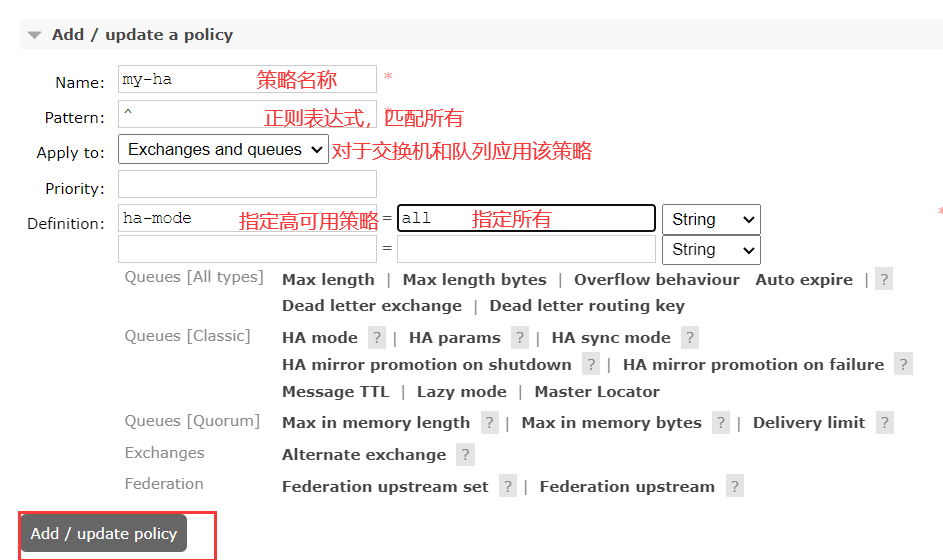 Add / update a policy
Name: my-ha 策略名称 *
Pattern: ^ 正则表达式，匹配所有 *
Apply to: Exchanges and queues 对于交换机和队列应用该策略
Priority:
Definition: ha-mode 指定高可用策略 = all 指定所有 String *
= String
Queues [All types] Max length | Max length bytes | Overflow behaviour Auto expire | ?
Dead letter exchange | Dead letter routing key
Queues [Classic] HA mode ? | HA params ? | HA sync mode ?
HA mirror promotion on shutdown ? | HA mirror promotion on failure ?
Message TTL | Lazy mode | Master Locator
Queues [Quorum] Max in memory length ? | Max in memory bytes ? | Delivery limit ?
Exchanges Alternate exchange ?
Federation Federation upstream set ? | Federation upstream ?
Add / update policy